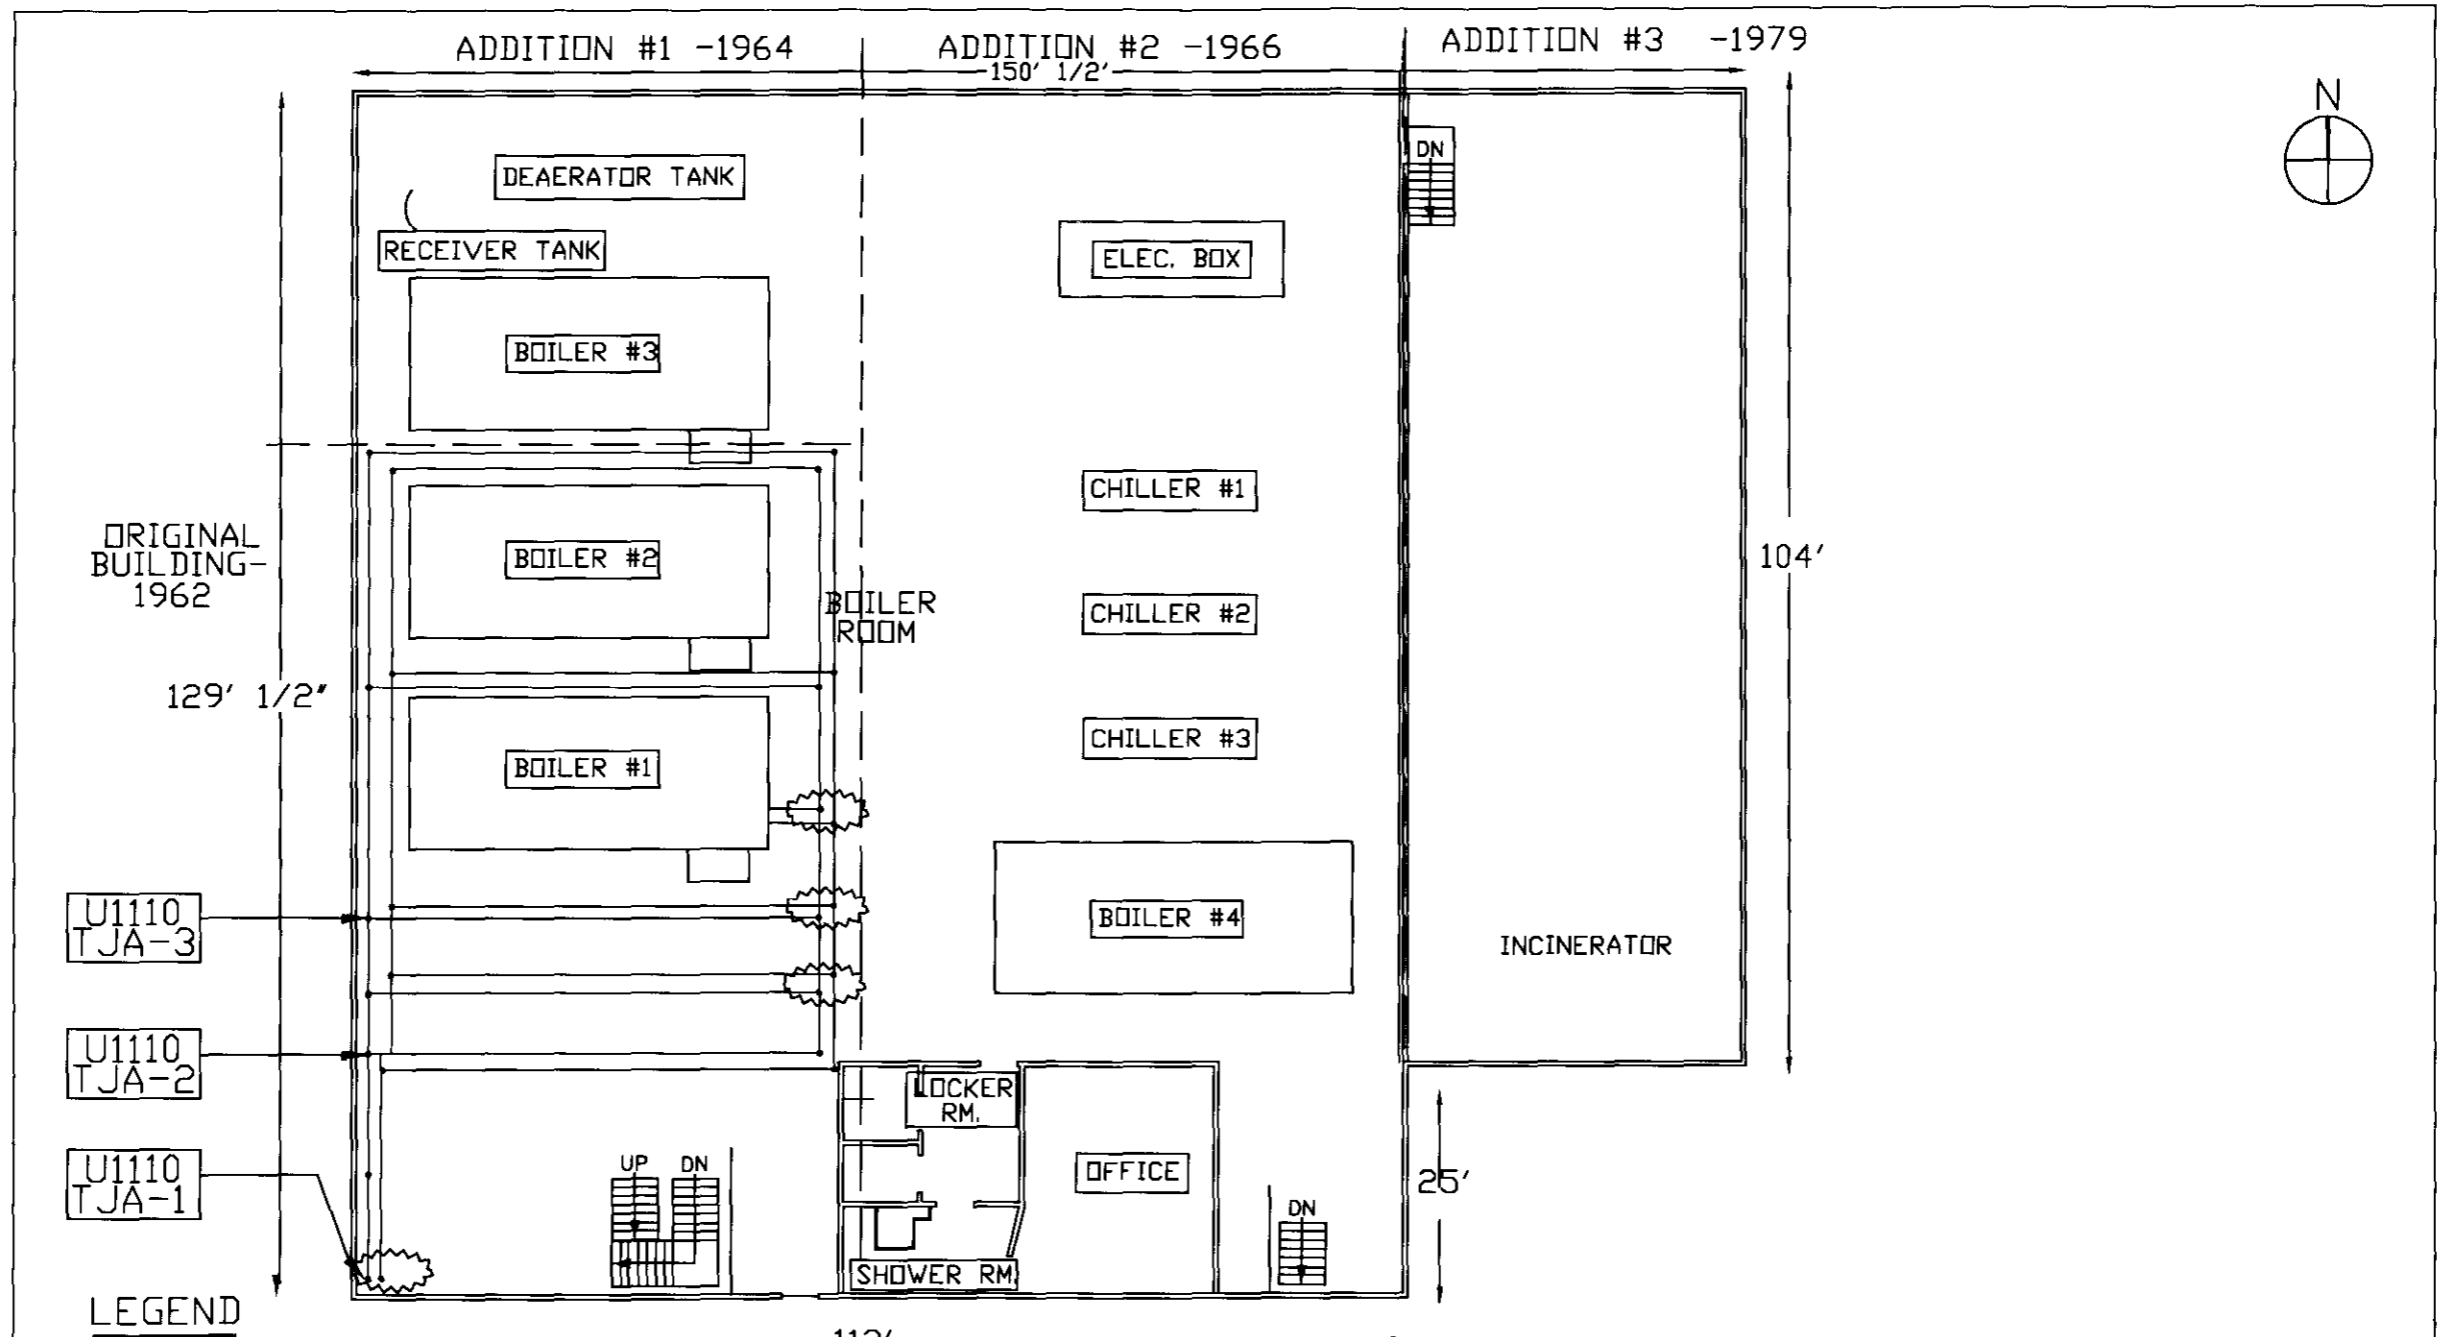 ADDITION #1 -1964
ADDITION #2 -1966
ADDITION #3 -1979
150' 1/2'
N
DN
DEAERATOR TANK
RECEIVER TANK
ELEC. BOX
BOILER #3
CHILLER #1
ORIGINAL
BUILDING-
1962
BOILER #2
104'
BOILER
ROOM
CHILLER #2
129' 1/2"
CHILLER #3
BOILER #1
U1110
TJA-3
BOILER #4
INCINERATOR
U1110
TJA-2
LOCKER
RM.
U1110
TJA-1
UP
DN
OFFICE
25'
DN
SHOWER RM
LEGEND